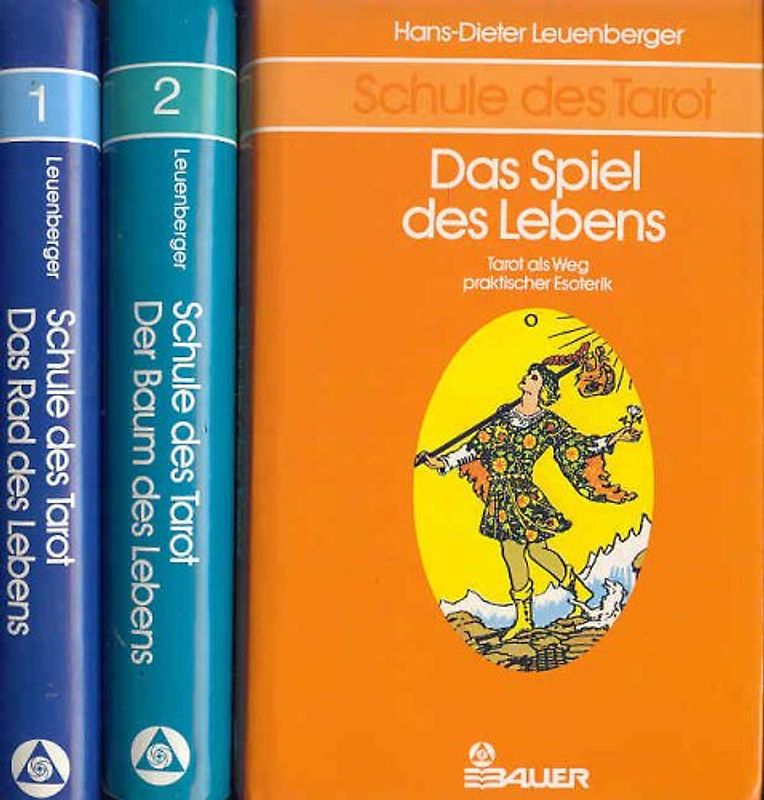 1
Leuenberger
Schule des Tarot
Das Rad des Lebens
2
Leuenberger
Schule des Tarot
Der Baum des Lebens
Hans-Dieter Leuenberger
Schule des Tarot
Das Spiel
des Lebens
Tarot als Weg
praktischer Esoterik
O
BAUER